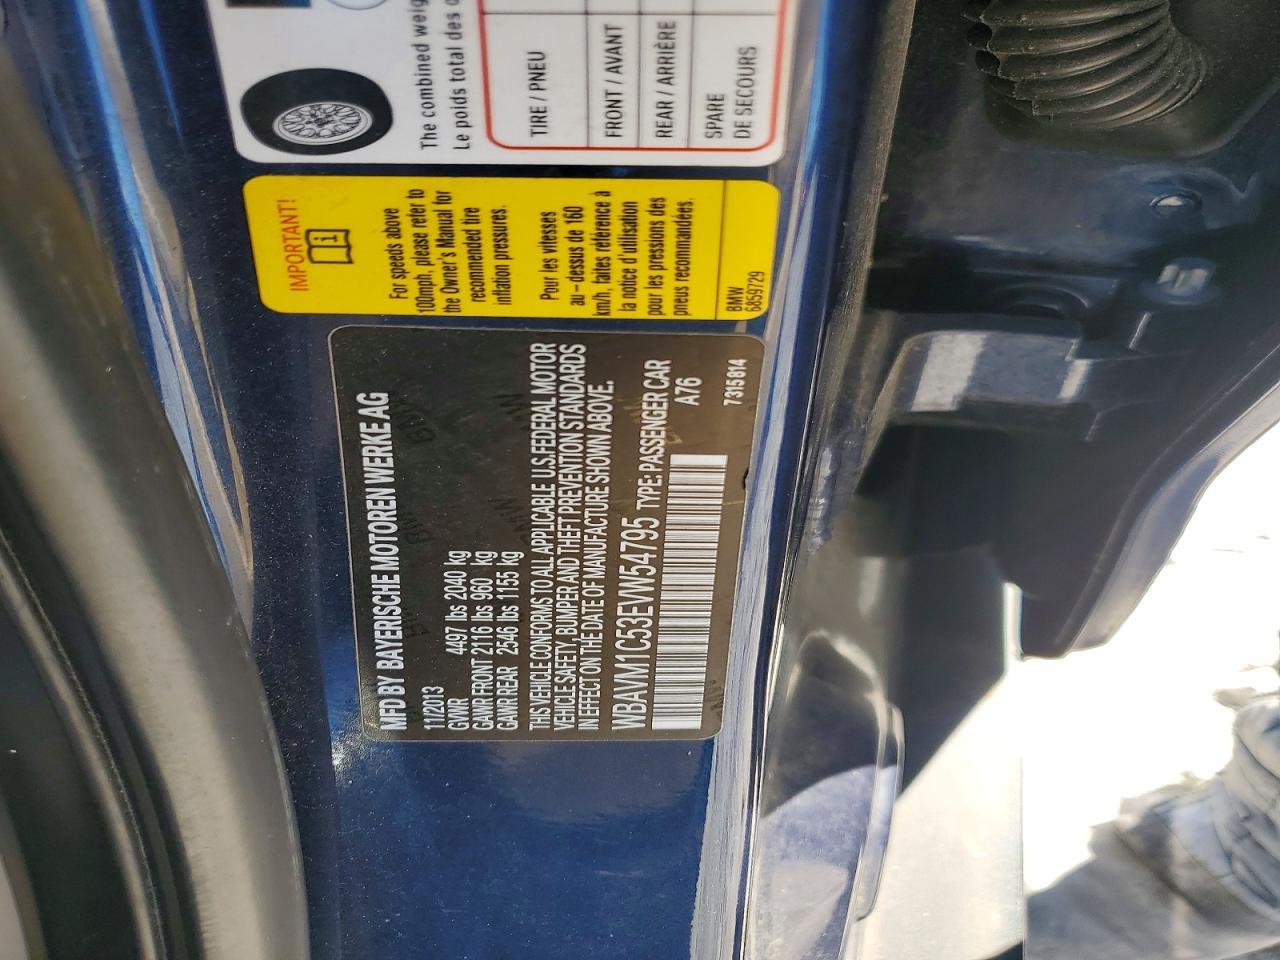 The combined weig
Le poids total des o
TIRE / PNEU
FRONT / AVANT
REAR / ARRIÈRE
SPARE
DE SECOURS
IMPORTANT!
For speeds above
100mph, please refer to
the Owner's Manual for
recommended tire
inflation pressures.
Pour les vitesses
au-dessus de 160
km/h, faites référence à
la notice d'utilisation
pour les pressions des
pneus recommandées.
BMW
6859729
MFD BY BAYERISCHE MOTOREN WERKE AG
11/2013
GVWR 4497 lbs 2040 kg
GAWR FRONT 2116 lbs 960 kg
GAWR REAR 2546 lbs 1155 kg
THIS VEHICLE CONFORMS TO ALL APPLICABLE U.S. FEDERAL MOTOR
VEHICLE SAFETY, BUMPER AND THEFT PREVENTION STANDARDS
IN EFFECT ON THE DATE OF MANUFACTURE SHOWN ABOVE.
WBAVM1C53EVW54795 TYPE: PASSENGER CAR
A76
7315814